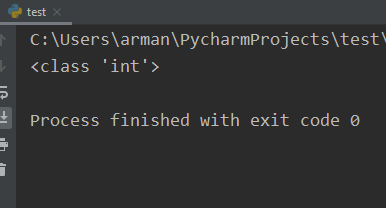 test
C:\Users\arman\PycharmProjects\test\
<class 'int'>
Process finished with exit code 0